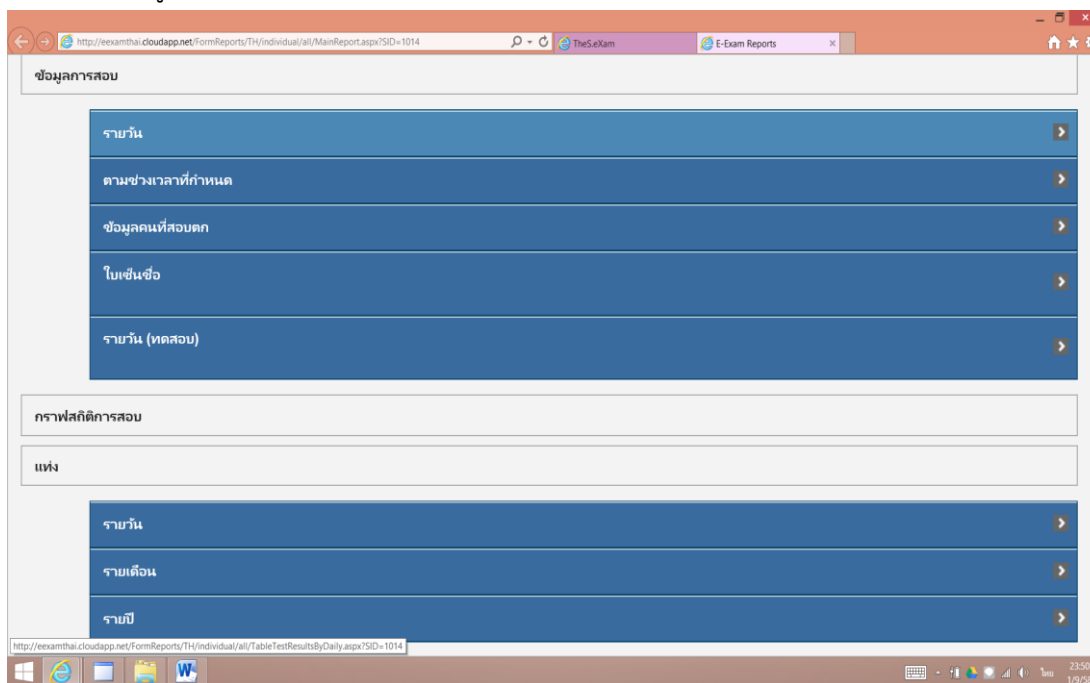 http://eexamthai.cloudapp.net/FormReports/TH/individual/all/MainReport.aspx?SID=1014
TheS.eXam
E-Exam Reports
ข้อมูลการสอบ
รายวัน
ตามช่วงเวลาที่กำหนด
ข้อมูลคนที่สอบตก
ใบเซ็นชื่อ
รายวัน (ทดสอบ)
กราฟสถิติการสอบ
แท่ง
รายวัน
รายเดือน
รายปี
http://eexamthai.cloudapp.net/FormReports/TH/individual/all/TableTestResultsByDaily.aspx?SID=1014
ไทย
23:50